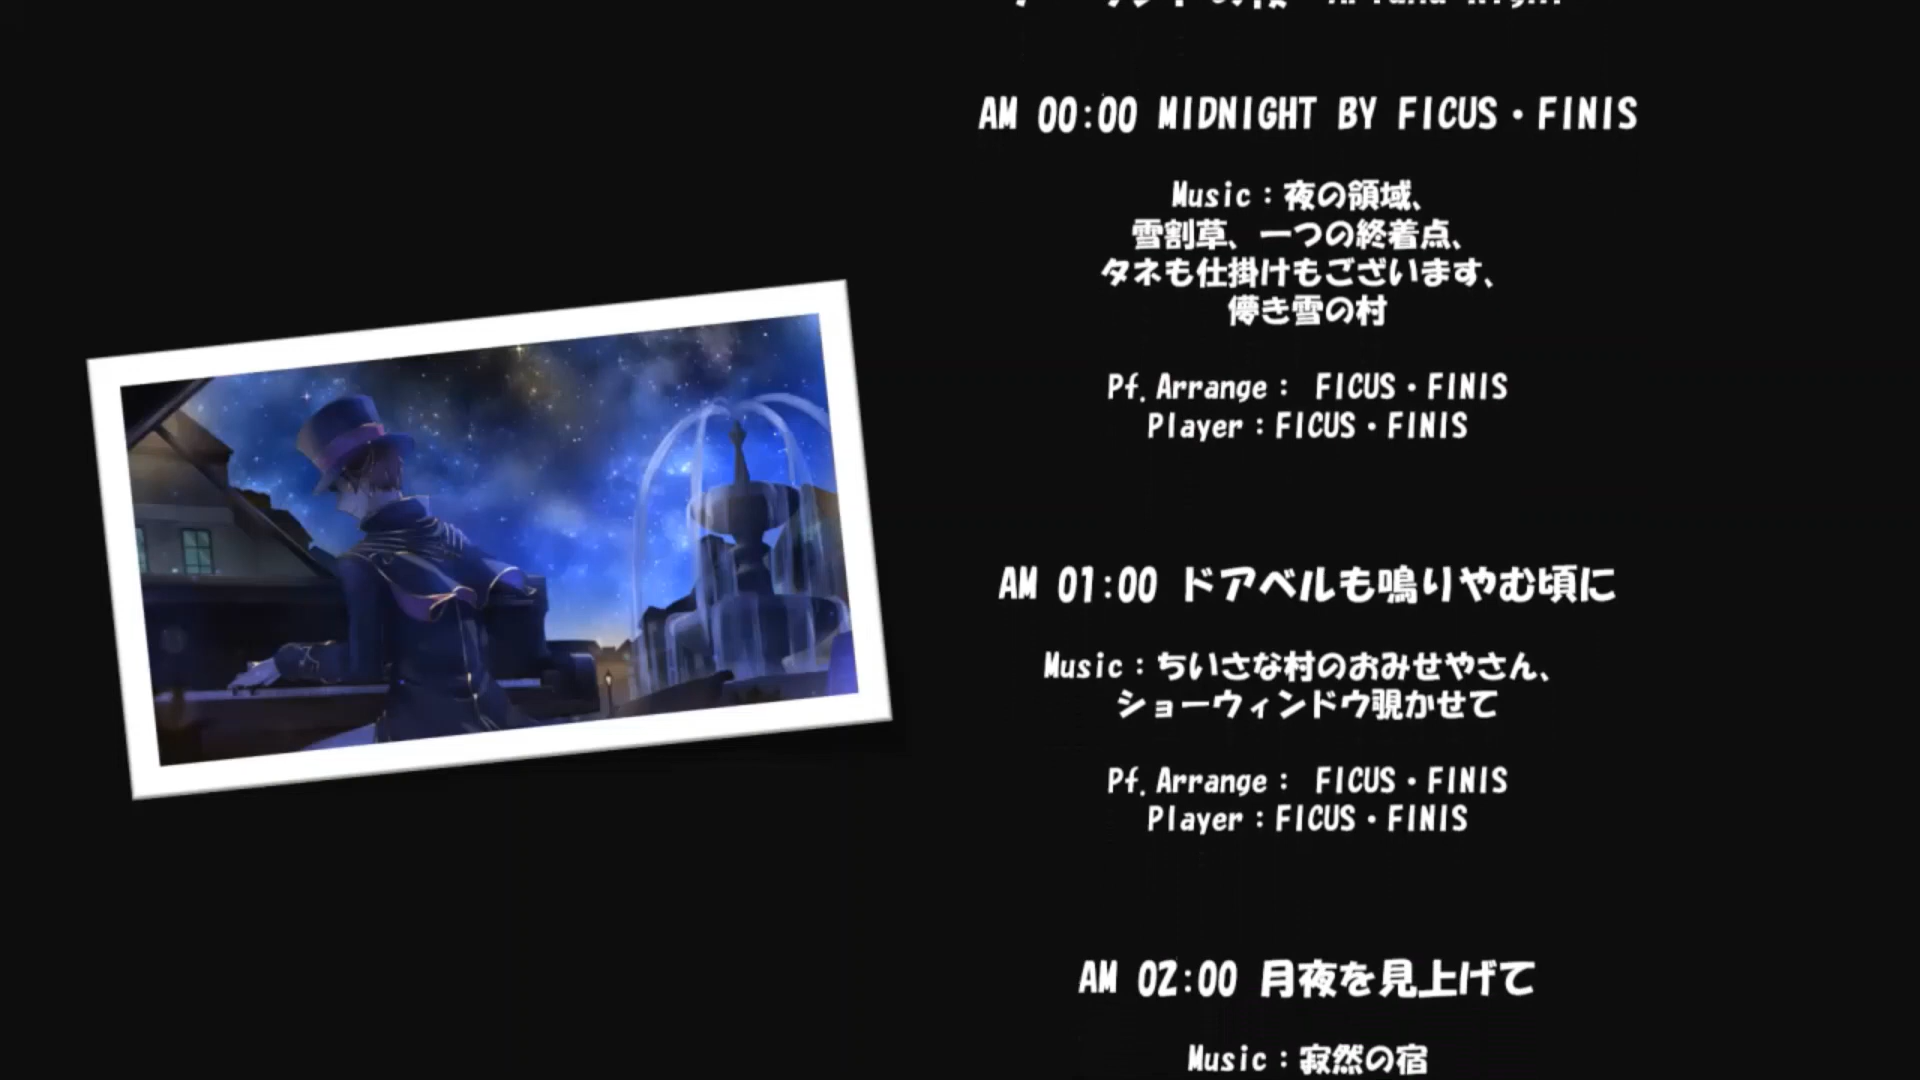 AM 00:00 MIDNIGHT BY FICUS・FINIS
Music：夜の領域、
雪割草、一つの終着点、
タネも仕掛けもございます、
儚き雪の村
Pf.Arrange： FICUS・FINIS
Player：FICUS・FINIS
AM 01:00 ドアベルも鳴りやむ頃に
Music：ちいさな村のおみせやさん、
ショーウィンドウ覗かせて
Pf.Arrange： FICUS・FINIS
Player：FICUS・FINIS
AM 02:00 月夜を見上げて
Music：寂然の宿